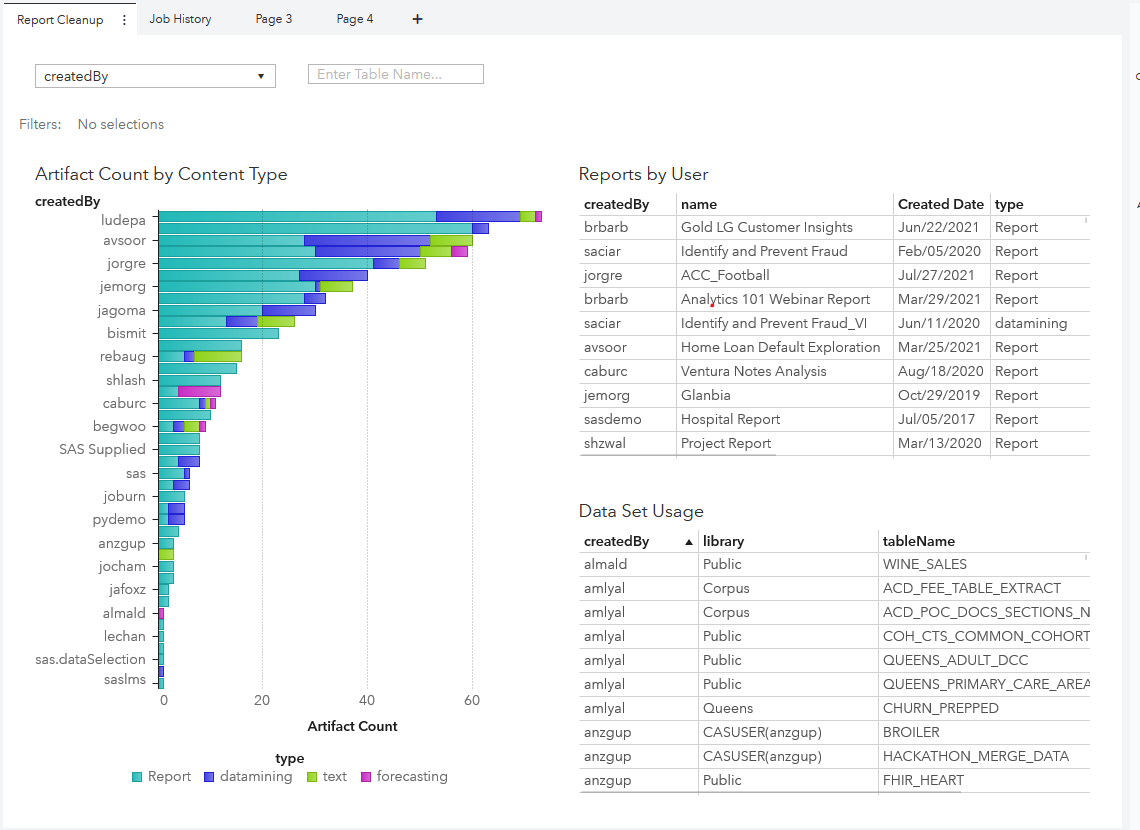 Report Cleanup Job History Page 3 Page 4 +
createdBy Enter Table Name...
Filters: No selections
Artifact Count by Content Type
createdBy
ludepa
avsoor
jorgre
jemorg
jagoma
bismit
rebaug
shlash
caburc
begwoo
SAS Supplied
sas
joburn
pydemo
anzgup
jocham
jafoxz
almald
lechan
sas.dataSelection
saslms
0 20 40 60
Artifact Count
type
Report datamining text forecasting
Reports by User
createdBy name Created Date type
brbarb Gold LG Customer Insights Jun/22/2021 Report
saciar Identify and Prevent Fraud Feb/05/2020 Report
jorgre ACC_Football Jul/27/2021 Report
brbarb Analytics 101 Webinar Report Mar/29/2021 Report
saciar Identify and Prevent Fraud_VI Jun/11/2020 datamining
avsoor Home Loan Default Exploration Mar/25/2021 Report
caburc Ventura Notes Analysis Aug/18/2020 Report
jemorg Glanbia Oct/29/2019 Report
sasdemo Hospital Report Jul/05/2017 Report
shzwal Project Report Mar/13/2020 Report
Data Set Usage
createdBy library tableName
almald Public WINE_SALES
amlyal Corpus ACD_FEE_TABLE_EXTRACT
amlyal Corpus ACD_POC_DOCS_SECTIONS_N
amlyal Public COH_CTS_COMMON_COHORT
amlyal Public QUEENS_ADULT_DCC
amlyal Public QUEENS_PRIMARY_CARE_AREA
amlyal Queens CHURN_PREPPED
anzgup CASUSER(anzgup) BROILER
anzgup CASUSER(anzgup) HACKATHON_MERGE_DATA
anzgup Public FHIR_HEART